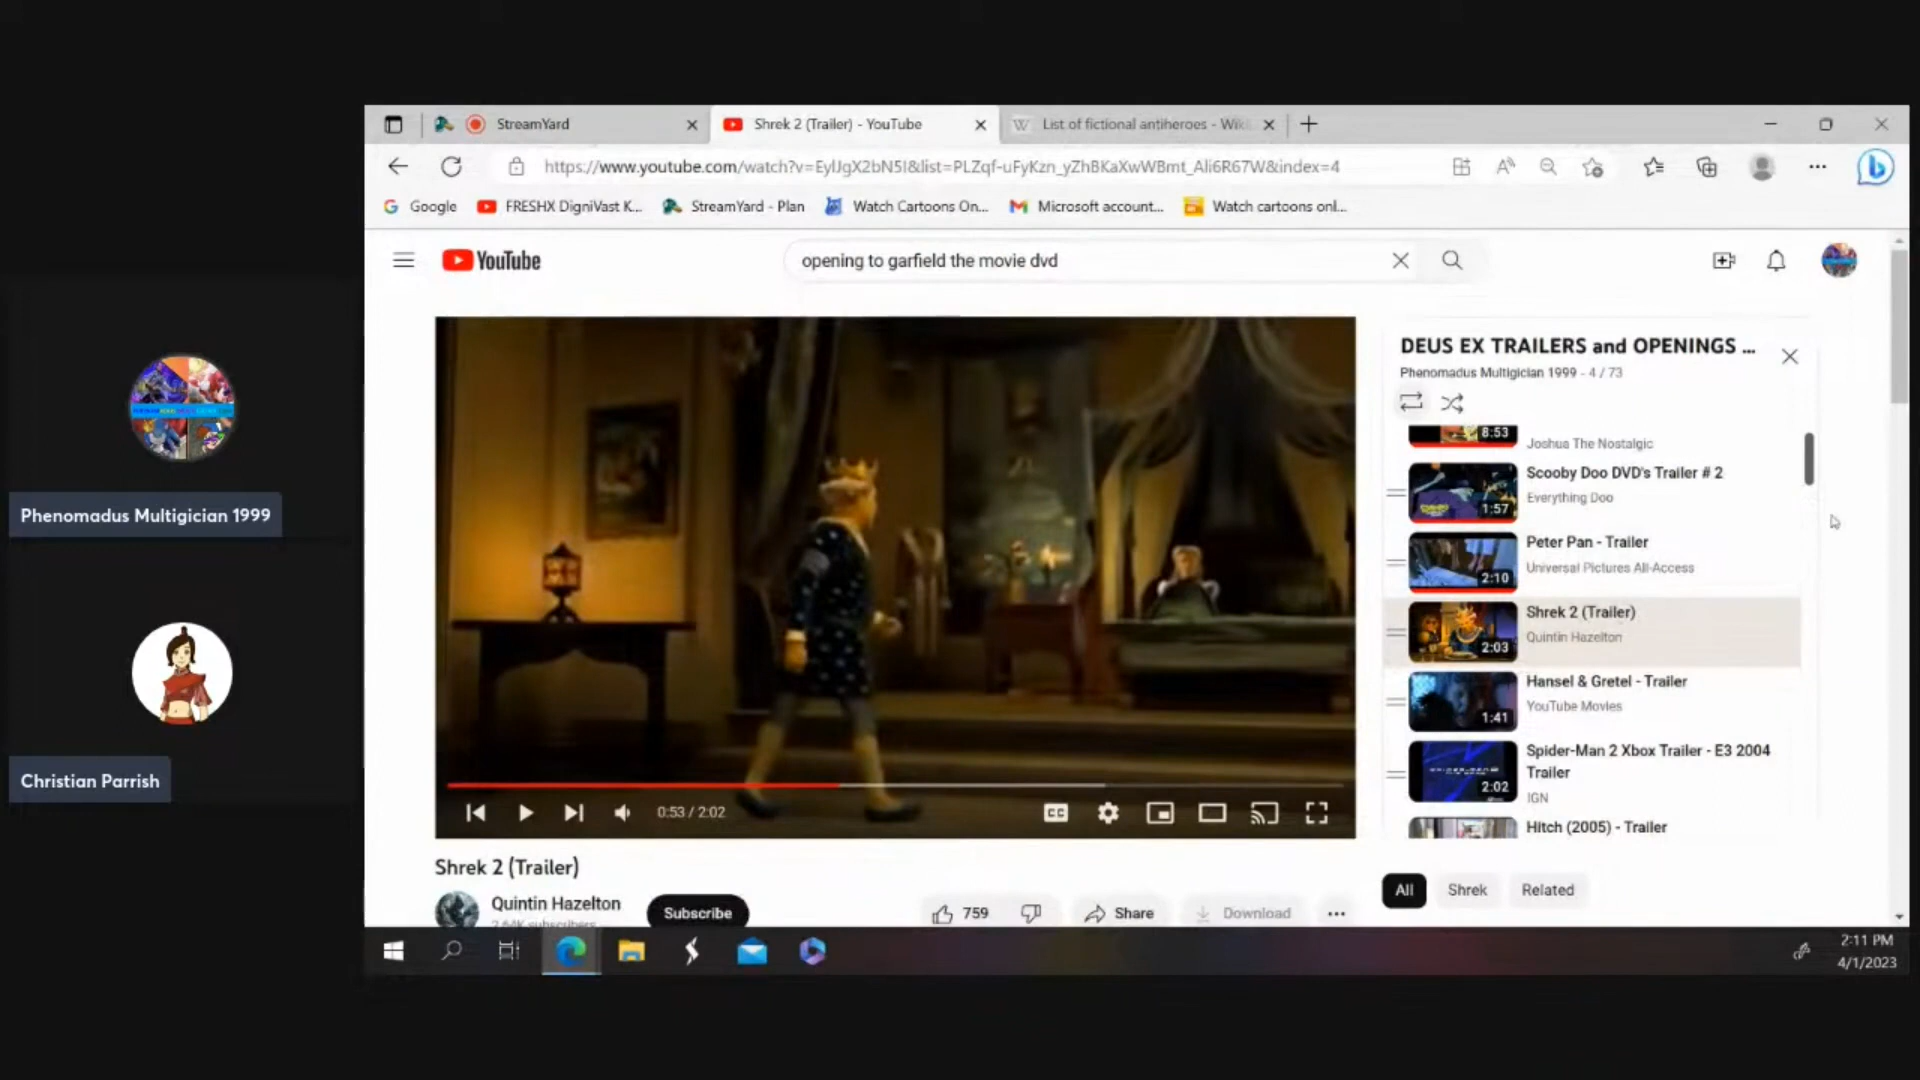 StreamYard
Shrek 2 (Trailer) - YouTube
List of fictional antiheroes - Wiki
https://www.youtube.com/watch?v=EylJgX2bN5I&list=PLZqf-uFyKzn_yZhBKaXwWBmt_Ali6R67W&index=4
Google
FRESHX DigniVast K...
StreamYard - Plan
Watch Cartoons On...
Microsoft account...
Watch cartoons onl...
YouTube
opening to garfield the movie dvd
DEUS EX TRAILERS and OPENINGS ...
Phenomadus Multigician 1999 - 4 / 73
8:53
Joshua The Nostalgic
Scooby Doo DVD's Trailer # 2
Everything Doo
1:57
Peter Pan - Trailer
Universal Pictures All-Access
2:10
Shrek 2 (Trailer)
Quintin Hazelton
2:03
Hansel & Gretel - Trailer
YouTube Movies
1:41
Spider-Man 2 Xbox Trailer - E3 2004
Trailer
2:02
IGN
Hitch (2005) - Trailer
Phenomadus Multigician 1999
Christian Parrish
0:53 / 2:02
CC
Shrek 2 (Trailer)
Quintin Hazelton
2.64K subscribers
Subscribe
759
Share
Download
All
Shrek
Related
2:11 PM
4/1/2023